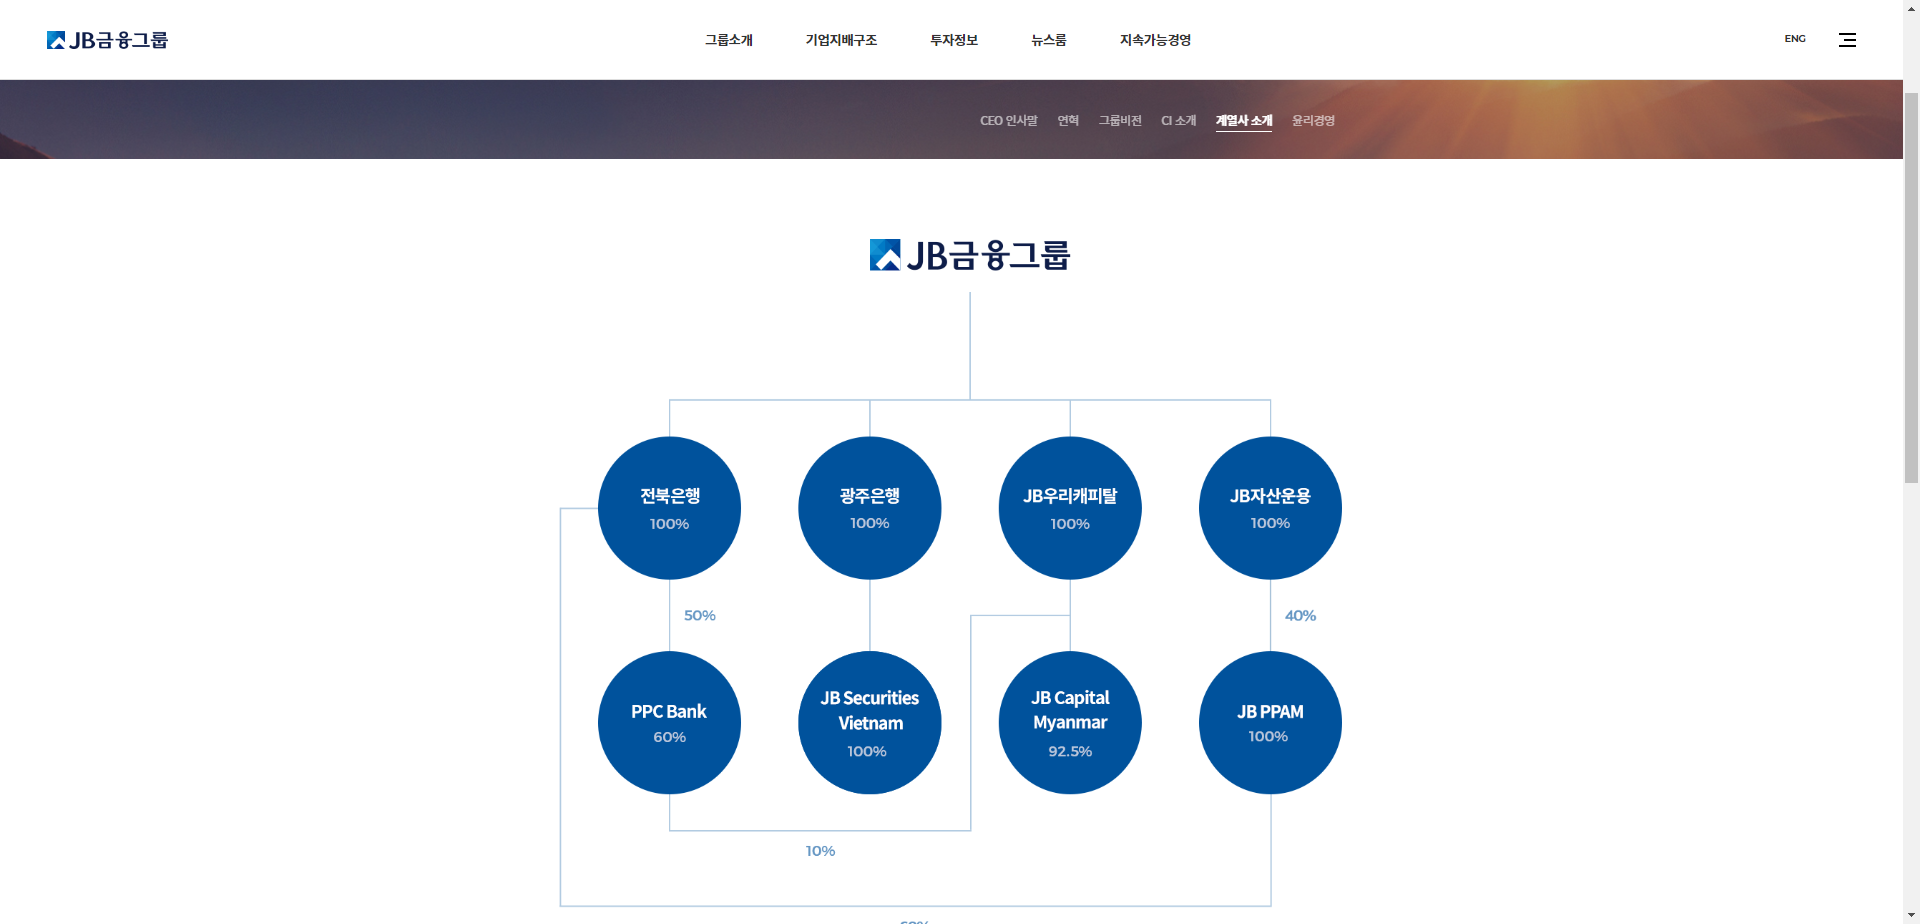 JB금융그룹
그룹소개
기업지배구조
투자정보
뉴스룸
지속가능경영
ENG
CEO 인사말
연혁
그룹비전
CI 소개
계열사 소개
윤리경영
JB금융그룹
전북은행
100%
광주은행
100%
JB우리캐피탈
100%
JB자산운용
100%
50%
40%
PPC Bank
60%
JB Securities
Vietnam
100%
JB Capital
Myanmar
92.5%
JB PPAM
100%
10%